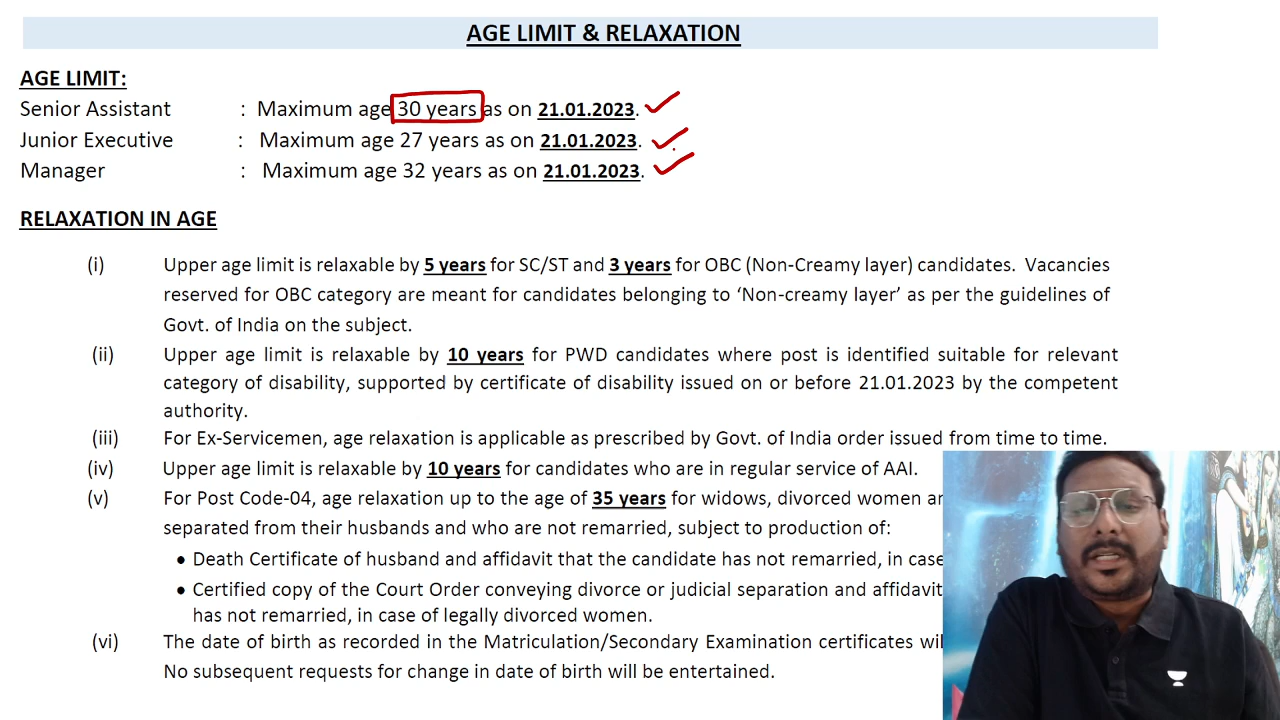 AGE LIMIT & RELAXATION
AGE LIMIT:
Senior Assistant : Maximum age 30 years as on 21.01.2023.
Junior Executive : Maximum age 27 years as on 21.01.2023.
Manager : Maximum age 32 years as on 21.01.2023.
RELAXATION IN AGE
(i) Upper age limit is relaxable by 5 years for SC/ST and 3 years for OBC (Non-Creamy layer) candidates. Vacancies
reserved for OBC category are meant for candidates belonging to ‘Non-creamy layer’ as per the guidelines of
Govt. of India on the subject.
(ii) Upper age limit is relaxable by 10 years for PWD candidates where post is identified suitable for relevant
category of disability, supported by certificate of disability issued on or before 21.01.2023 by the competent
authority.
(iii) For Ex-Servicemen, age relaxation is applicable as prescribed by Govt. of India order issued from time to time.
(iv) Upper age limit is relaxable by 10 years for candidates who are in regular service of AAI.
(v) For Post Code-04, age relaxation up to the age of 35 years for widows, divorced women
separated from their husbands and who are not remarried, subject to production of:
• Death Certificate of husband and affidavit that the candidate has not remarried, in case
• Certified copy of the Court Order conveying divorce or judicial separation and affidavit
has not remarried, in case of legally divorced women.
(vi) The date of birth as recorded in the Matriculation/Secondary Examination certificates
No subsequent requests for change in date of birth will be entertained.